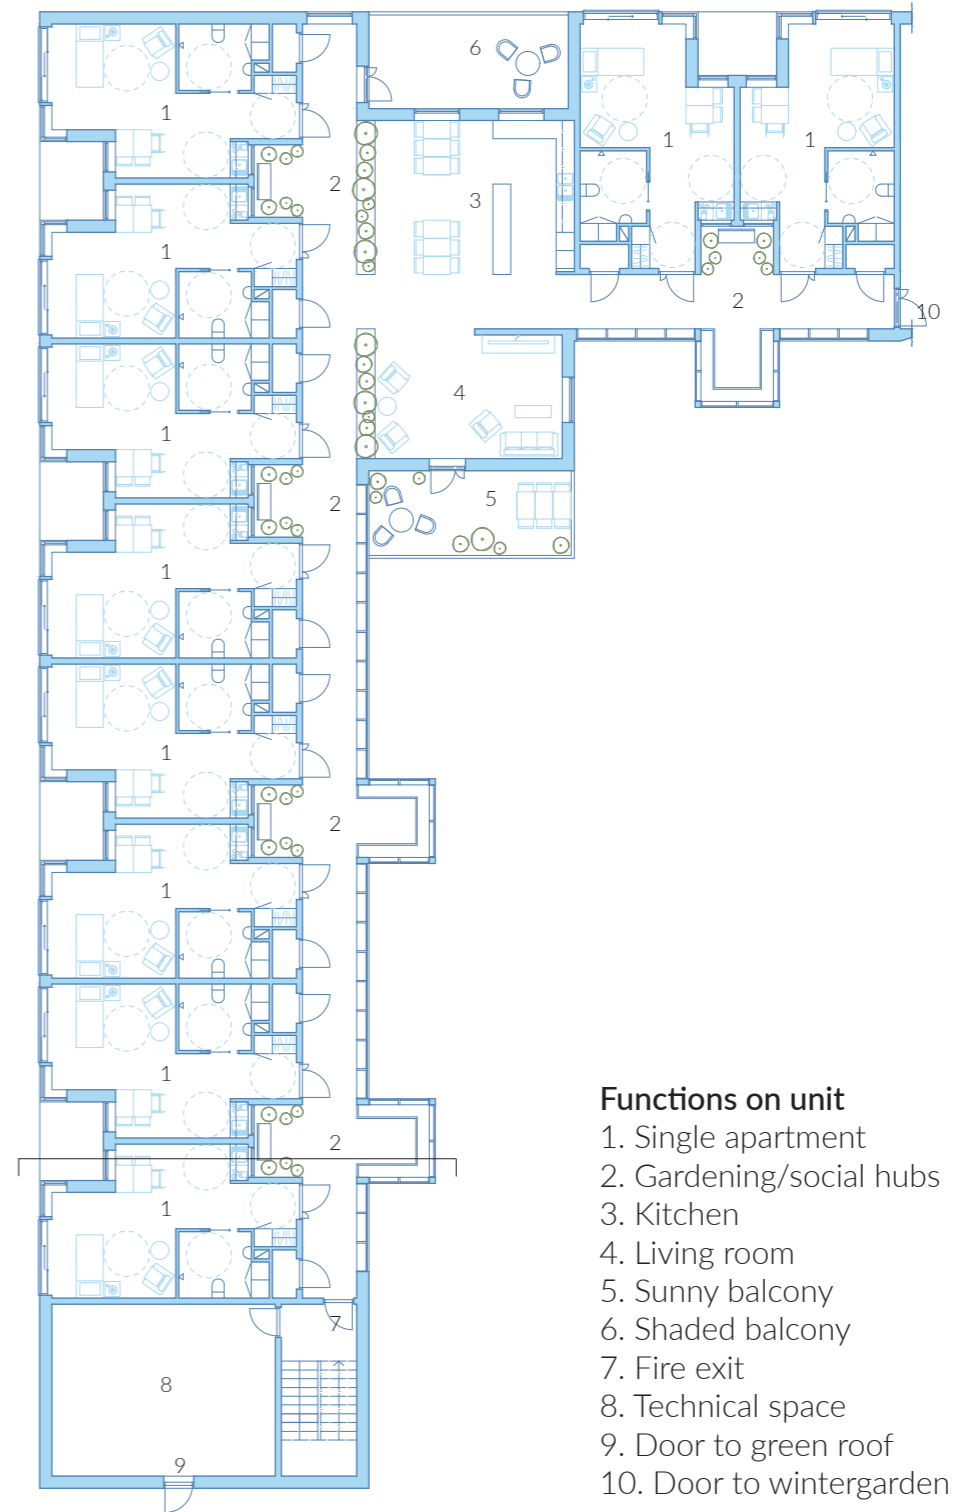 6
1
1
1
2
3
1
2
10
4
1
5
2
1
1
2
1
1
2
1
7
8
9
Functions on unit
1. Single apartment
2. Gardening/social hubs
3. Kitchen
4. Living room
5. Sunny balcony
6. Shaded balcony
7. Fire exit
8. Technical space
9. Door to green roof
10. Door to wintergarden